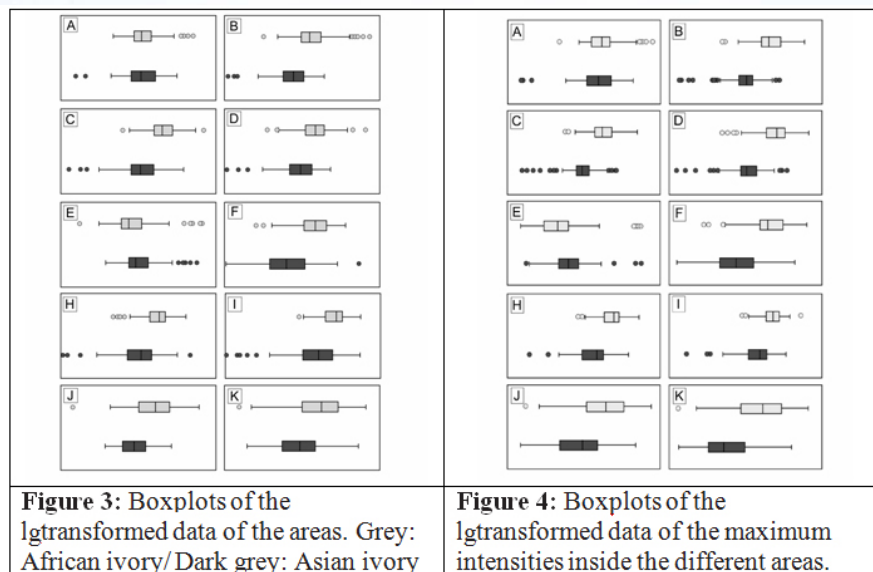 A
B
C
D
E
F
H
I
J
K
A
B
C
D
E
F
H
I
J
K
Figure 3: Boxplots of the
lgtransformed data of the areas. Grey:
African ivory/ Dark grey: Asian ivory
Figure 4: Boxplots of the
lgtransformed data of the maximum
intensities inside the different areas.